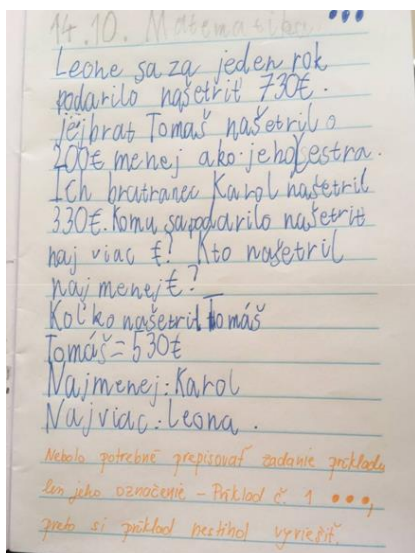 14.10. Matematika
Leone sa za jeden rok
podarilo našetriť 730€.
Jej brat Tomáš našetril o
200€ menej ako jeho sestra.
Ich bratranec Karol našetril
330€. Komu sa podarilo našetriť
naj viac €? Kto našetril
naj menej €?
Koľko našetril Tomáš
Tomáš = 530€
Najmenej: Karol
Najviac: Leona.
Nebolo potrebné prepisovať zadanie príkladu
len jeho označenie - Príklad č. 1 ...,
preto si príklad nestihol vyriešiť.